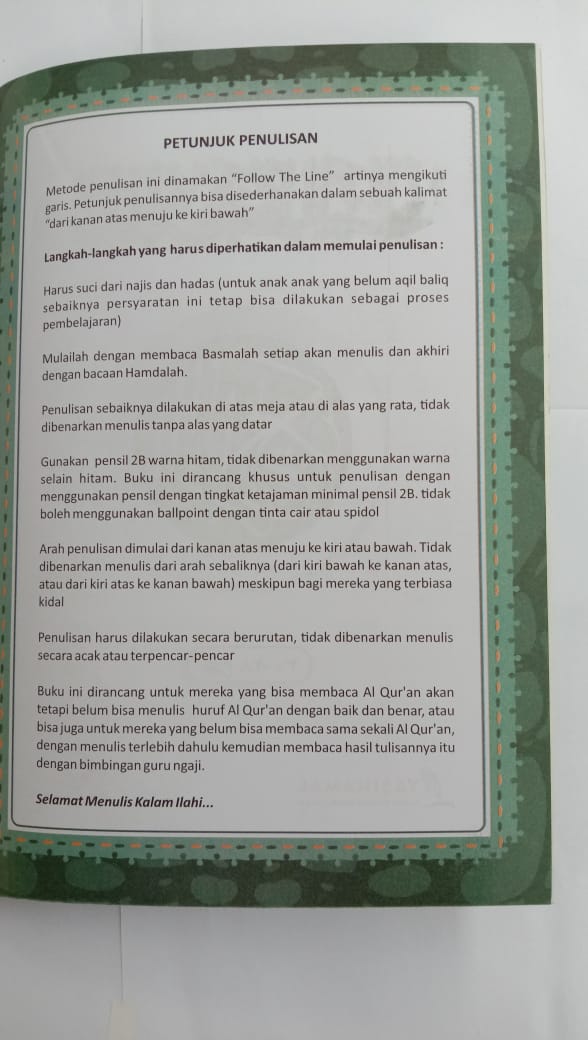 PETUNJUK PENULISAN
Metode penulisan ini dinamakan “Follow The Line” artinya mengikuti
garis. Petunjuk penulisannya bisa disederhanakan dalam sebuah kalimat
“dari kanan atas menuju ke kiri bawah”
Langkah-langkah yang harus diperhatikan dalam memulai penulisan :
Harus suci dari najis dan hadas (untuk anak anak yang belum aqil baliq
sebaiknya persyaratan ini tetap bisa dilakukan sebagai proses
pembelajaran)
Mulailah dengan membaca Basmalah setiap akan menulis dan akhiri
dengan bacaan Hamdalah.
Penulisan sebaiknya dilakukan di atas meja atau di alas yang rata, tidak
dibenarkan menulis tanpa alas yang datar
Gunakan pensil 2B warna hitam, tidak dibenarkan menggunakan warna
selain hitam. Buku ini dirancang khusus untuk penulisan dengan
menggunakan pensil dengan tingkat ketajaman minimal pensil 2B. tidak
boleh menggunakan ballpoint dengan tinta cair atau spidol
Arah penulisan dimulai dari kanan atas menuju ke kiri atau bawah. Tidak
dibenarkan menulis dari arah sebaliknya (dari kiri bawah ke kanan atas,
atau dari kiri atas ke kanan bawah) meskipun bagi mereka yang terbiasa
kidal
Penulisan harus dilakukan secara berurutan, tidak dibenarkan menulis
secara acak atau terpencar-pencar
Buku ini dirancang untuk mereka yang bisa membaca Al Qur'an akan
tetapi belum bisa menulis huruf Al Qur'an dengan baik dan benar, atau
bisa juga untuk mereka yang belum bisa membaca sama sekali Al Qur'an,
dengan menulis terlebih dahulu kemudian membaca hasil tulisannya itu
dengan bimbingan guru ngaji.
Selamat Menulis Kalam Ilahi...